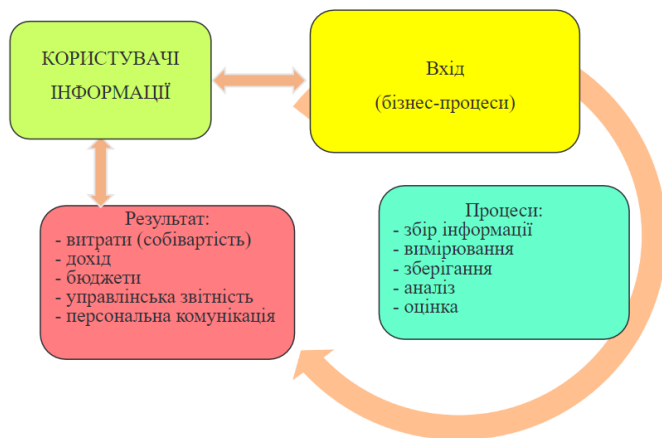 КОРИСТУВАЧІ
ІНФОРМАЦІЇ
Вхід
(бізнес-процеси)
Результат:
- витрати (собівартість)
- дохід
- бюджети
- управлінська звітність
- персональна комунікація
Процеси:
- збір інформації
- вимірювання
- зберігання
- аналіз
- оцінка